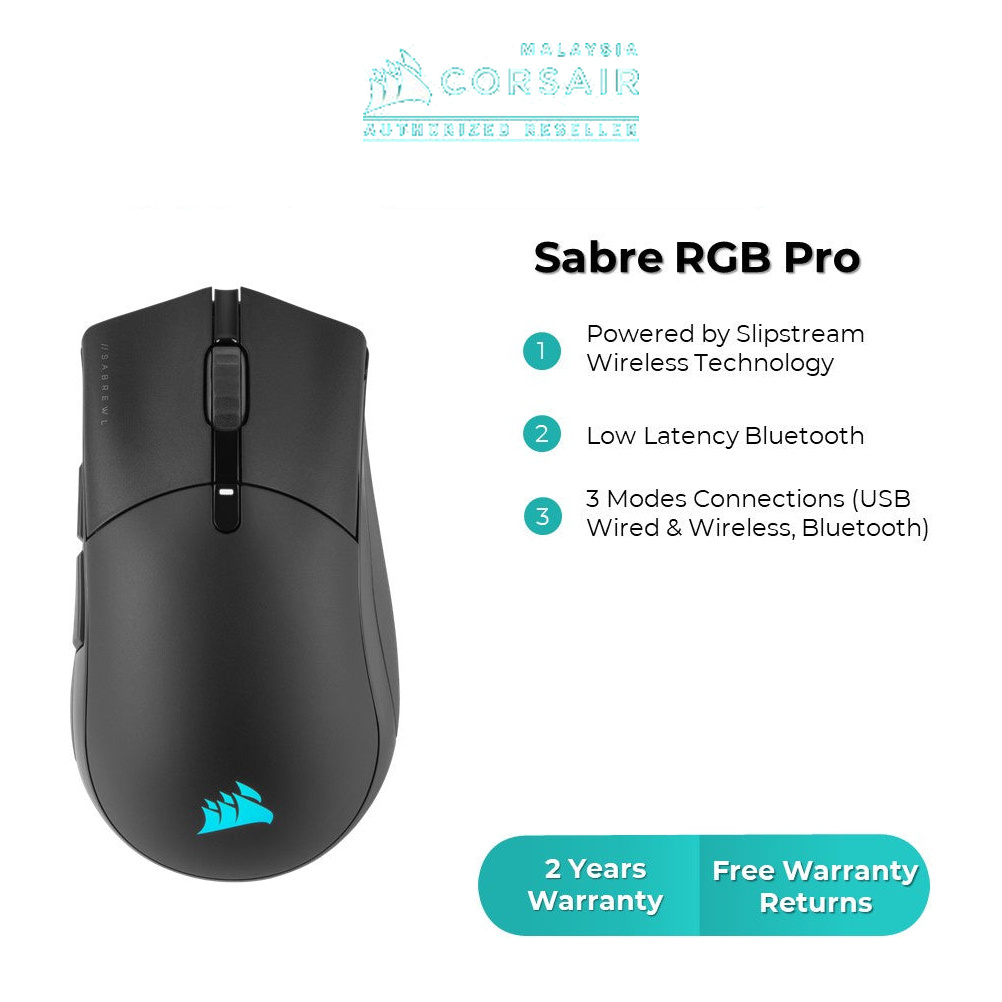 MALAYSIA
CORSAIR
AUTHORIZED RESELLER
Sabre RGB Pro
1
Powered by Slipstream
Wireless Technology
2
Low Latency Bluetooth
3
3 Modes Connections (USB
Wired & Wireless, Bluetooth)
//SABREWL
2 Years
Warranty
Free Warranty
Returns